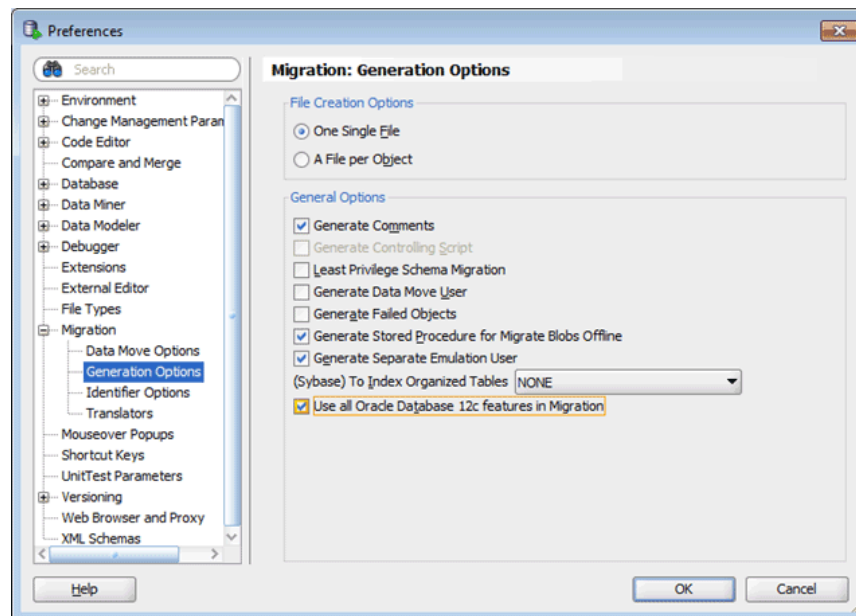 Preferences
Search
Environment
Change Management Param
Code Editor
Compare and Merge
Database
Data Miner
Data Modeler
Debugger
Extensions
External Editor
File Types
Migration
Data Move Options
Generation Options
Identifier Options
Translators
Mouseover Popups
Shortcut Keys
UnitTest Parameters
Versioning
Web Browser and Proxy
XML Schemas
Migration: Generation Options
File Creation Options
One Single File
A File per Object
General Options
Generate Comments
Generate Controlling Script
Least Privilege Schema Migration
Generate Data Move User
Generate Failed Objects
Generate Stored Procedure for Migrate Blobs Offline
Generate Separate Emulation User
(Sybase) To Index Organized Tables NONE
Use all Oracle Database 12c features in Migration
Help
OK
Cancel